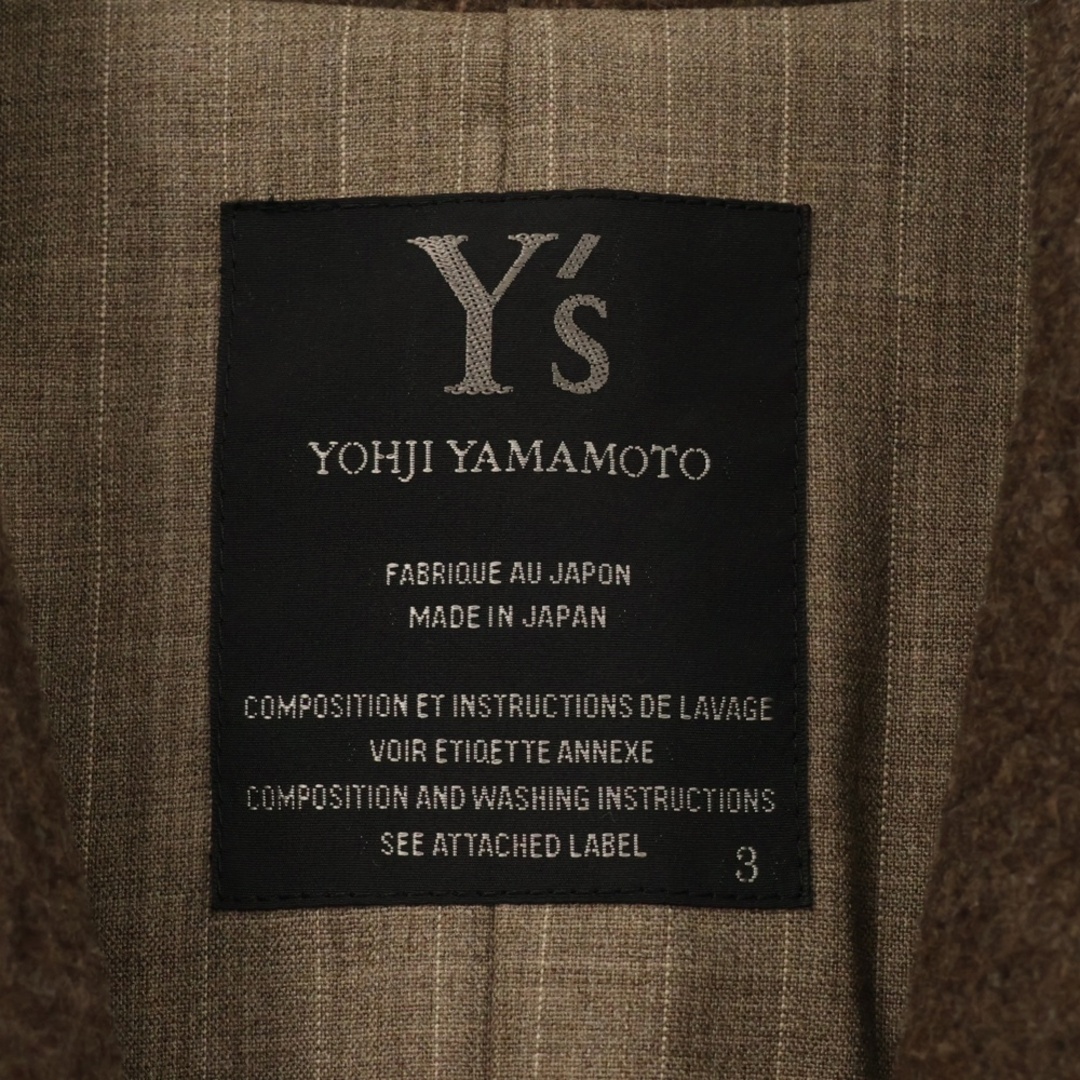 Y's
YOHJI YAMAMOTO
FABRIQUE AU JAPON
MADE IN JAPAN
COMPOSITION ET INSTRUCTIONS DE LAVAGE
VOIR ETIQETTE ANNEXE
COMPOSITION AND WASHING INSTRUCTIONS
SEE ATTACHED LABEL
3